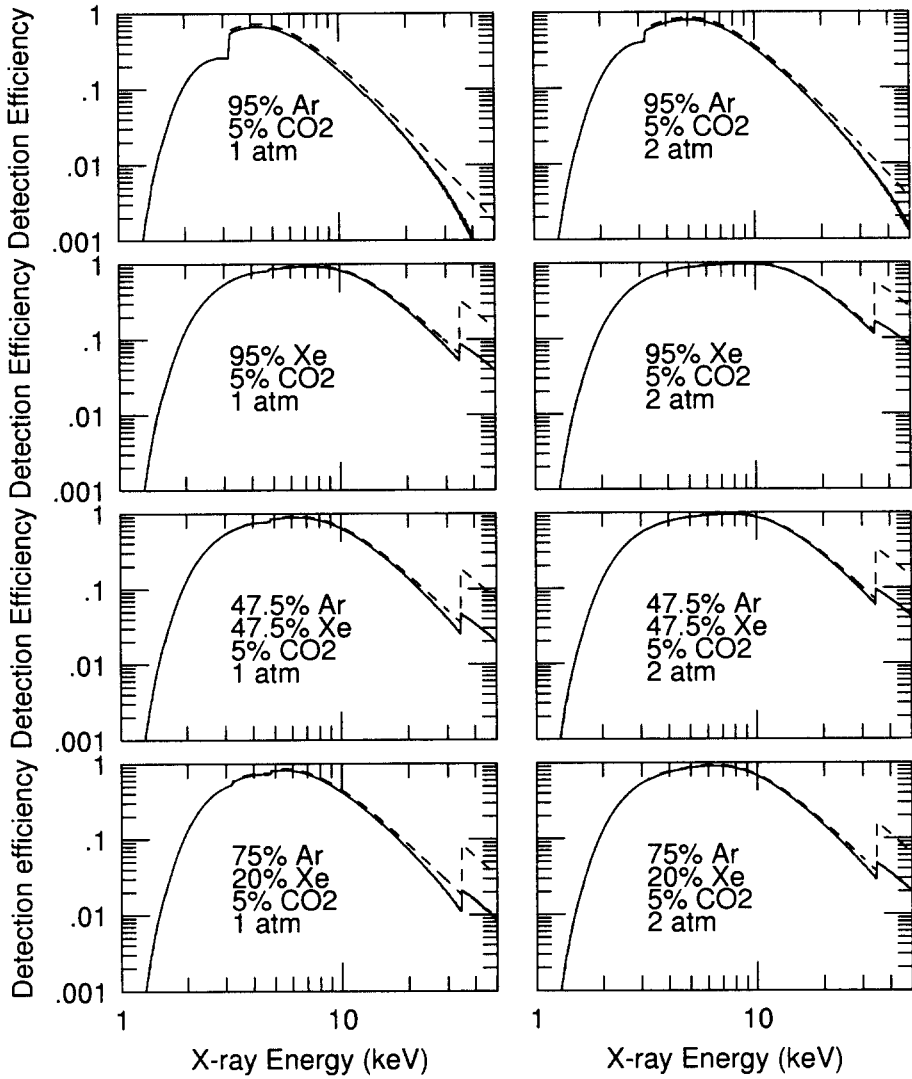 Detection Efficiency
1
.1
.01
.001
95% Ar
5% CO2
1 atm
95% Ar
5% CO2
2 atm
Detection Efficiency
1
.1
.01
.001
95% Xe
5% CO2
1 atm
95% Xe
5% CO2
2 atm
Detection Efficiency
1
.1
.01
.001
47.5% Ar
47.5% Xe
5% CO2
1 atm
47.5% Ar
47.5% Xe
5% CO2
2 atm
Detection efficiency
1
.1
.01
.001
75% Ar
20% Xe
5% CO2
1 atm
75% Ar
20% Xe
5% CO2
2 atm
1
10
1
10
X-ray Energy (keV)
X-ray Energy (keV)